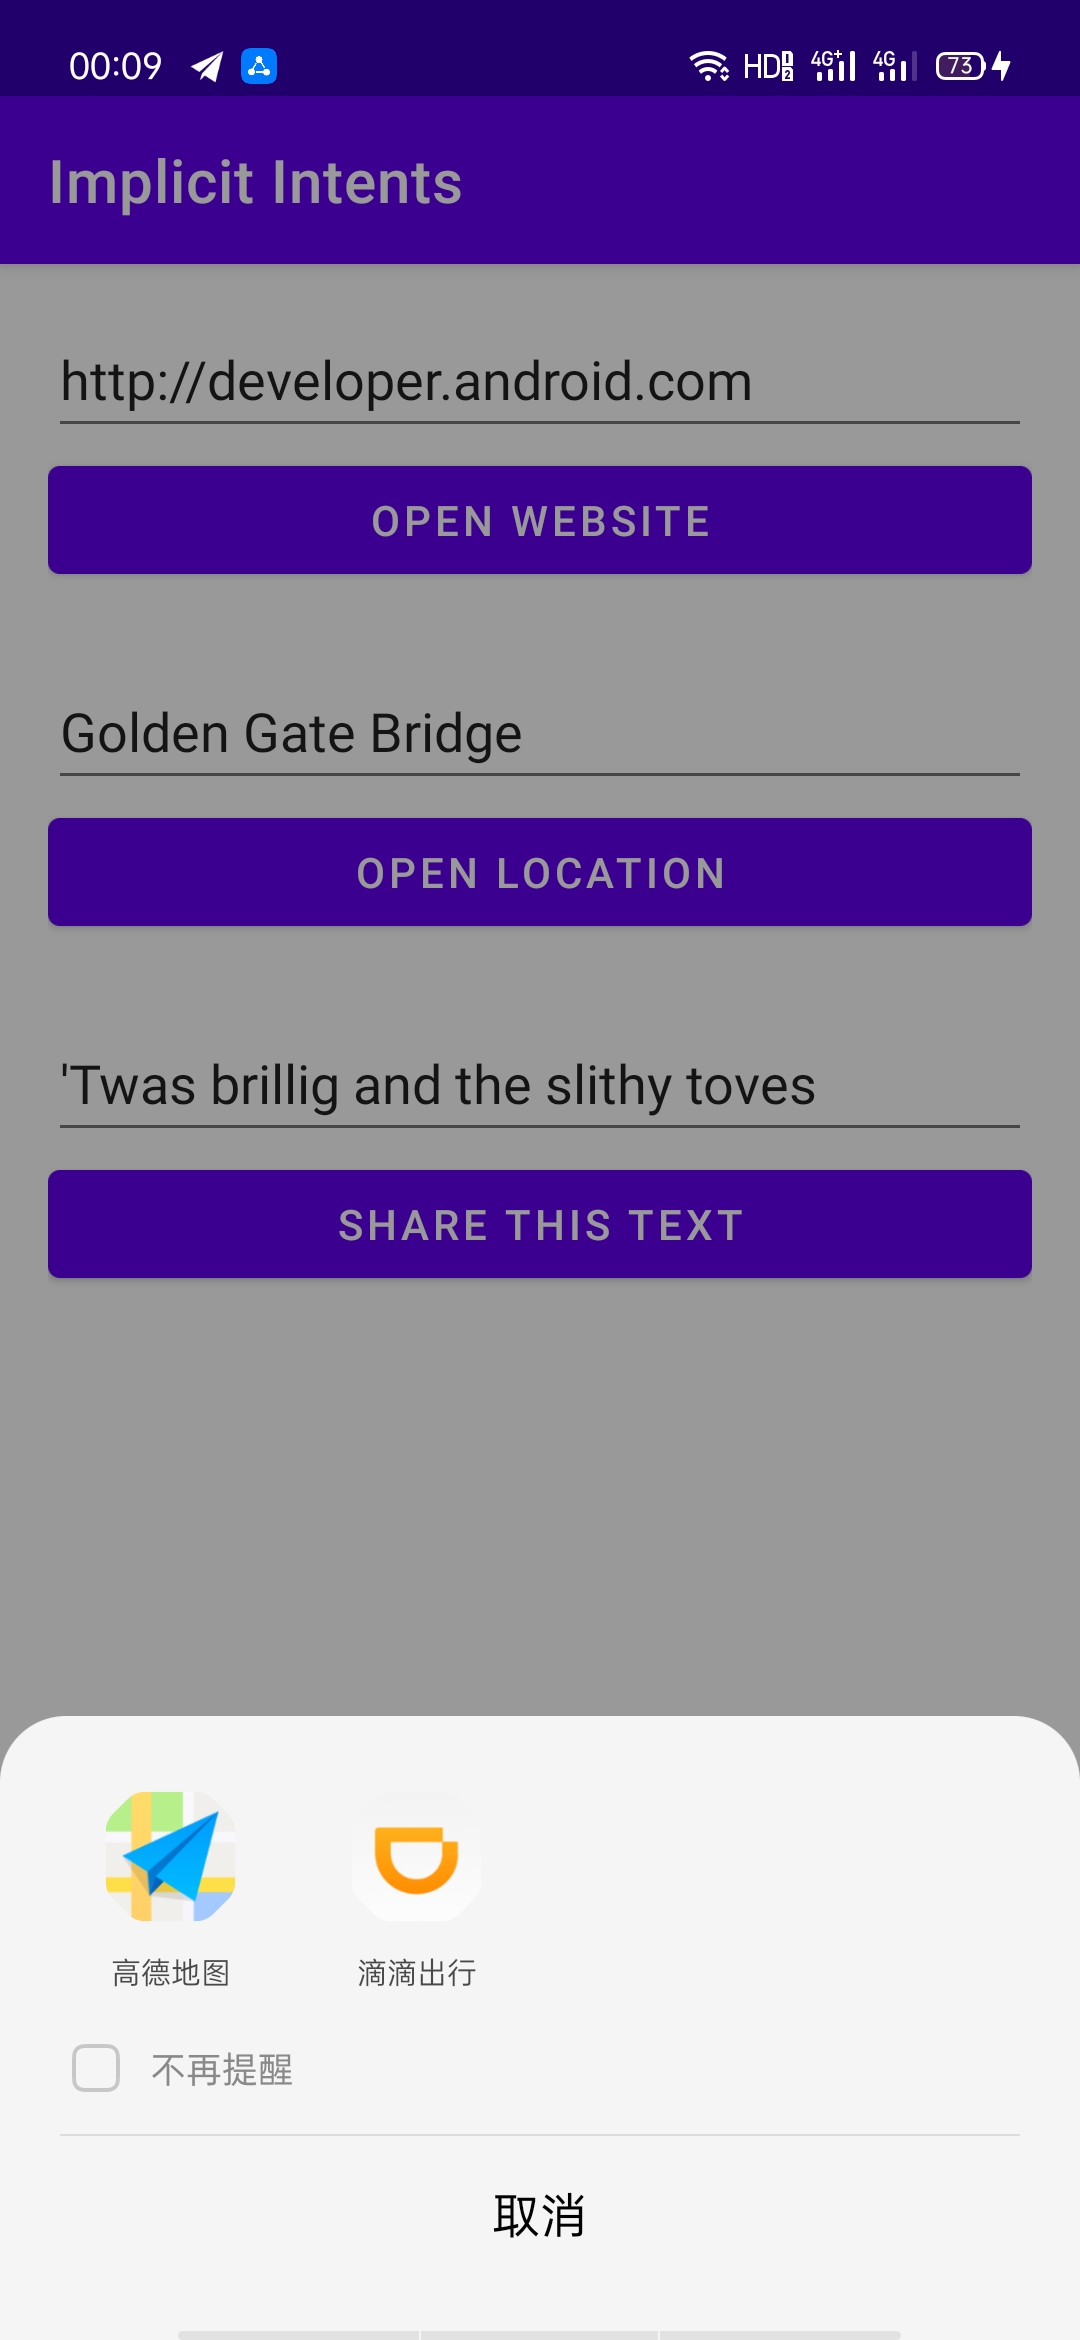 00:09 HD 1 2 4G+ 4G 73
Implicit Intents
http://developer.android.com
OPEN WEBSITE
Golden Gate Bridge
OPEN LOCATION
'Twas brillig and the slithy toves
SHARE THIS TEXT
高德地图 滴滴出行
不再提醒
取消